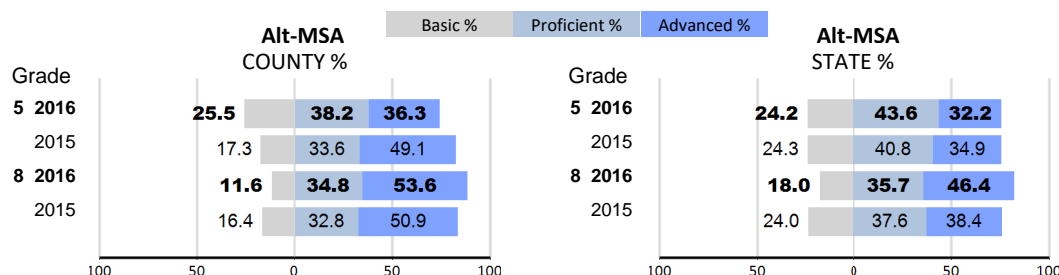 Basic % Proficient % Advanced %
Alt-MSA
COUNTY %
Grade
5 2016 25.5 38.2 36.3
2015 17.3 33.6 49.1
8 2016 11.6 34.8 53.6
2015 16.4 32.8 50.9
100 50 0 50 100
Alt-MSA
STATE %
Grade
5 2016 24.2 43.6 32.2
2015 24.3 40.8 34.9
8 2016 18.0 35.7 46.4
2015 24.0 37.6 38.4
100 50 0 50 100